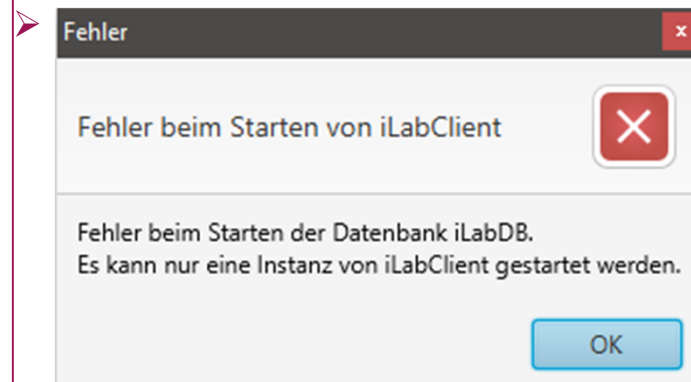 Fehler
Fehler beim Starten von iLabClient
Fehler beim Starten der Datenbank iLabDB.
Es kann nur eine Instanz von iLabClient gestartet werden.
OK